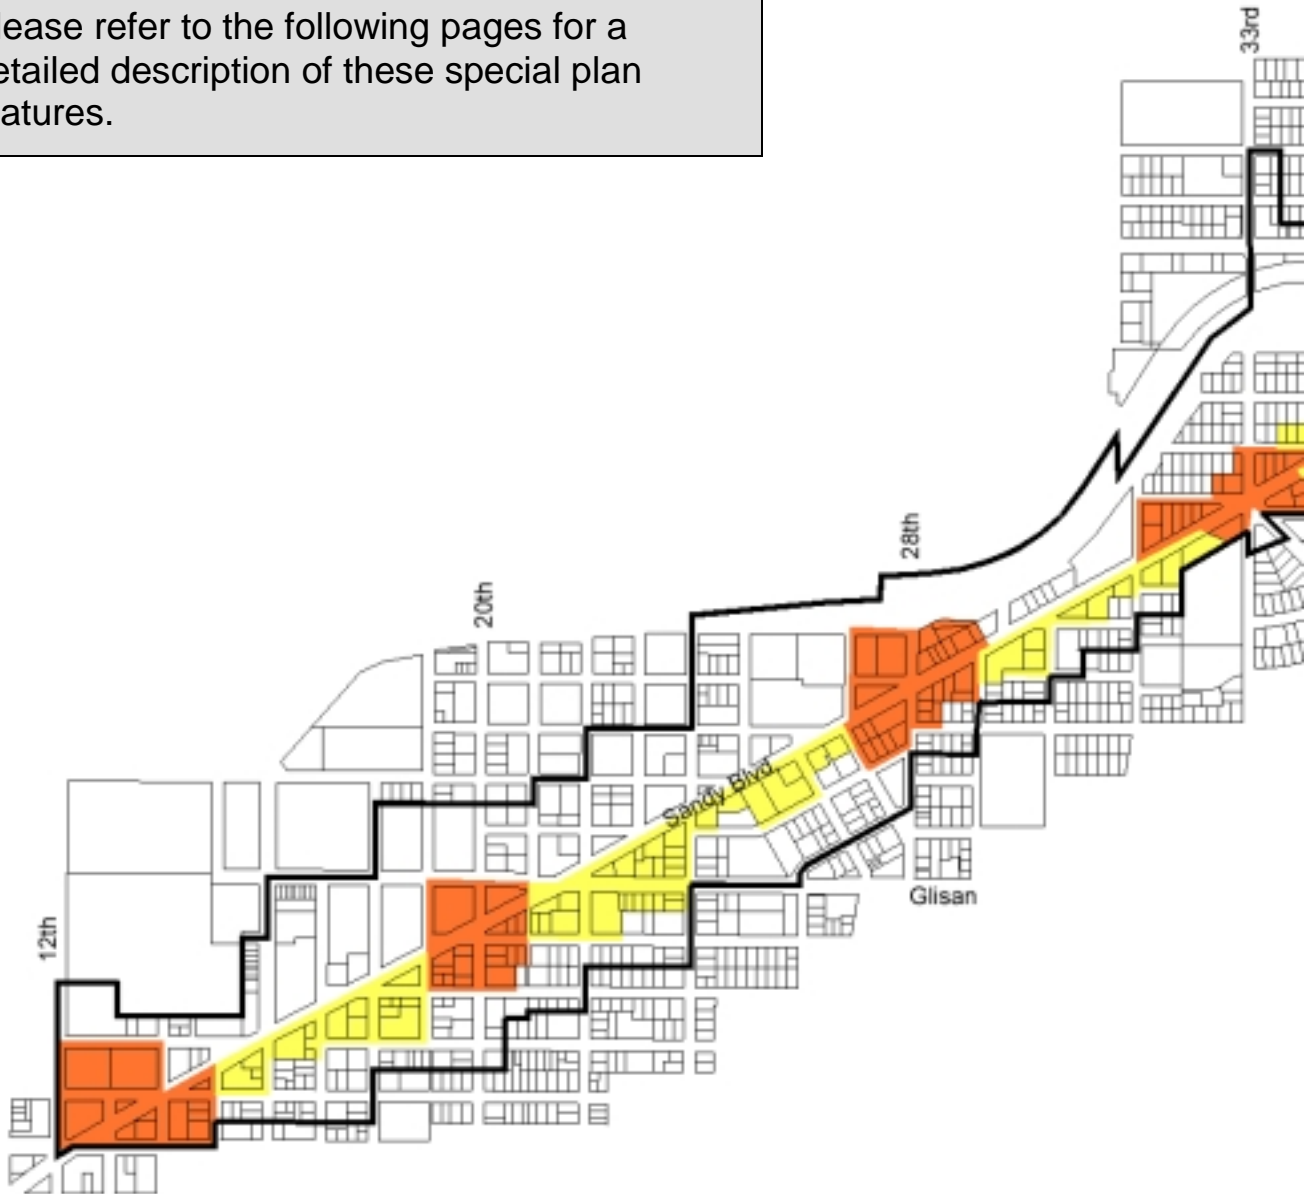 lease refer to the following pages for a
etailed description of these special plan
atures.
33rd
28th
20th
Sandy Blvd.
Glisan
12th